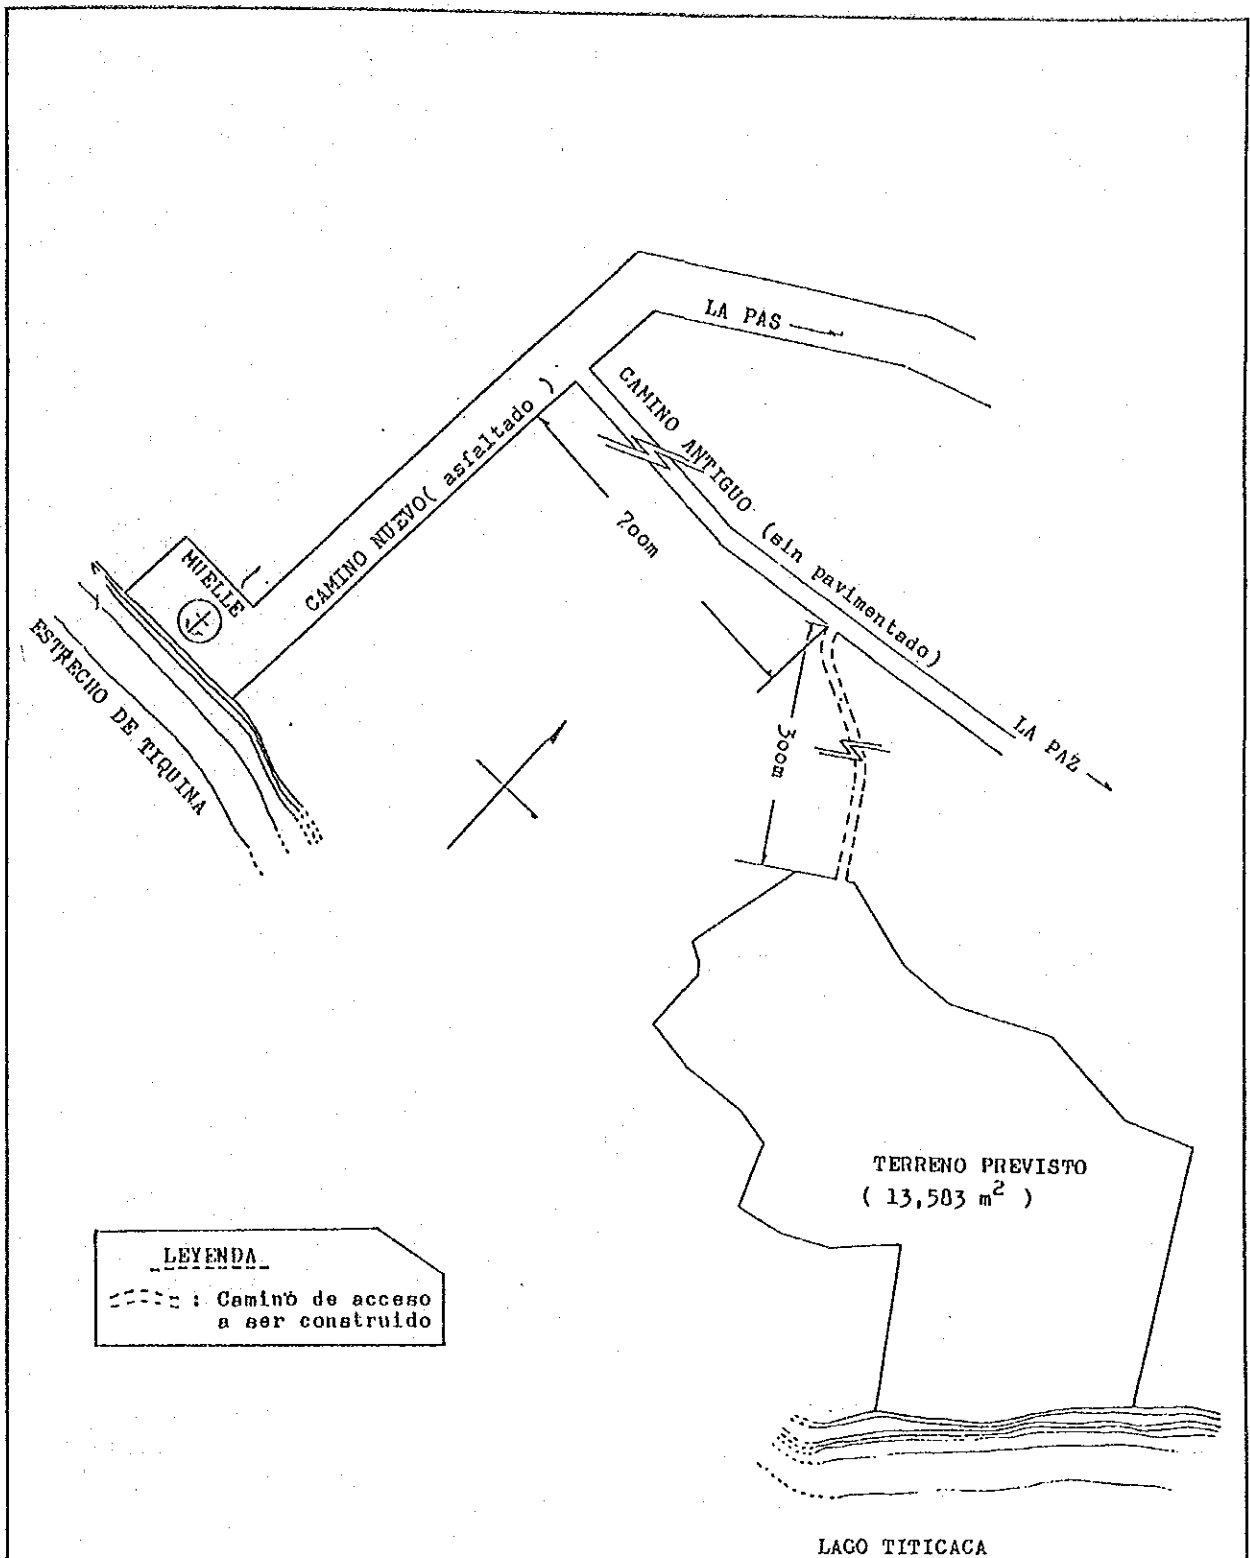 LA PAS
CAMINO ANTIGUO (sin pavimentado)
CAMINO NUEVO( asfaltado )
700m
MUELLE
ESTRECHO DE TIQUINA
300m
LA PAZ
TERRENO PREVISTO
( 13,583 m² )
LEYENDA
: Camino de acceso
a ser construido
LAGO TITICACA